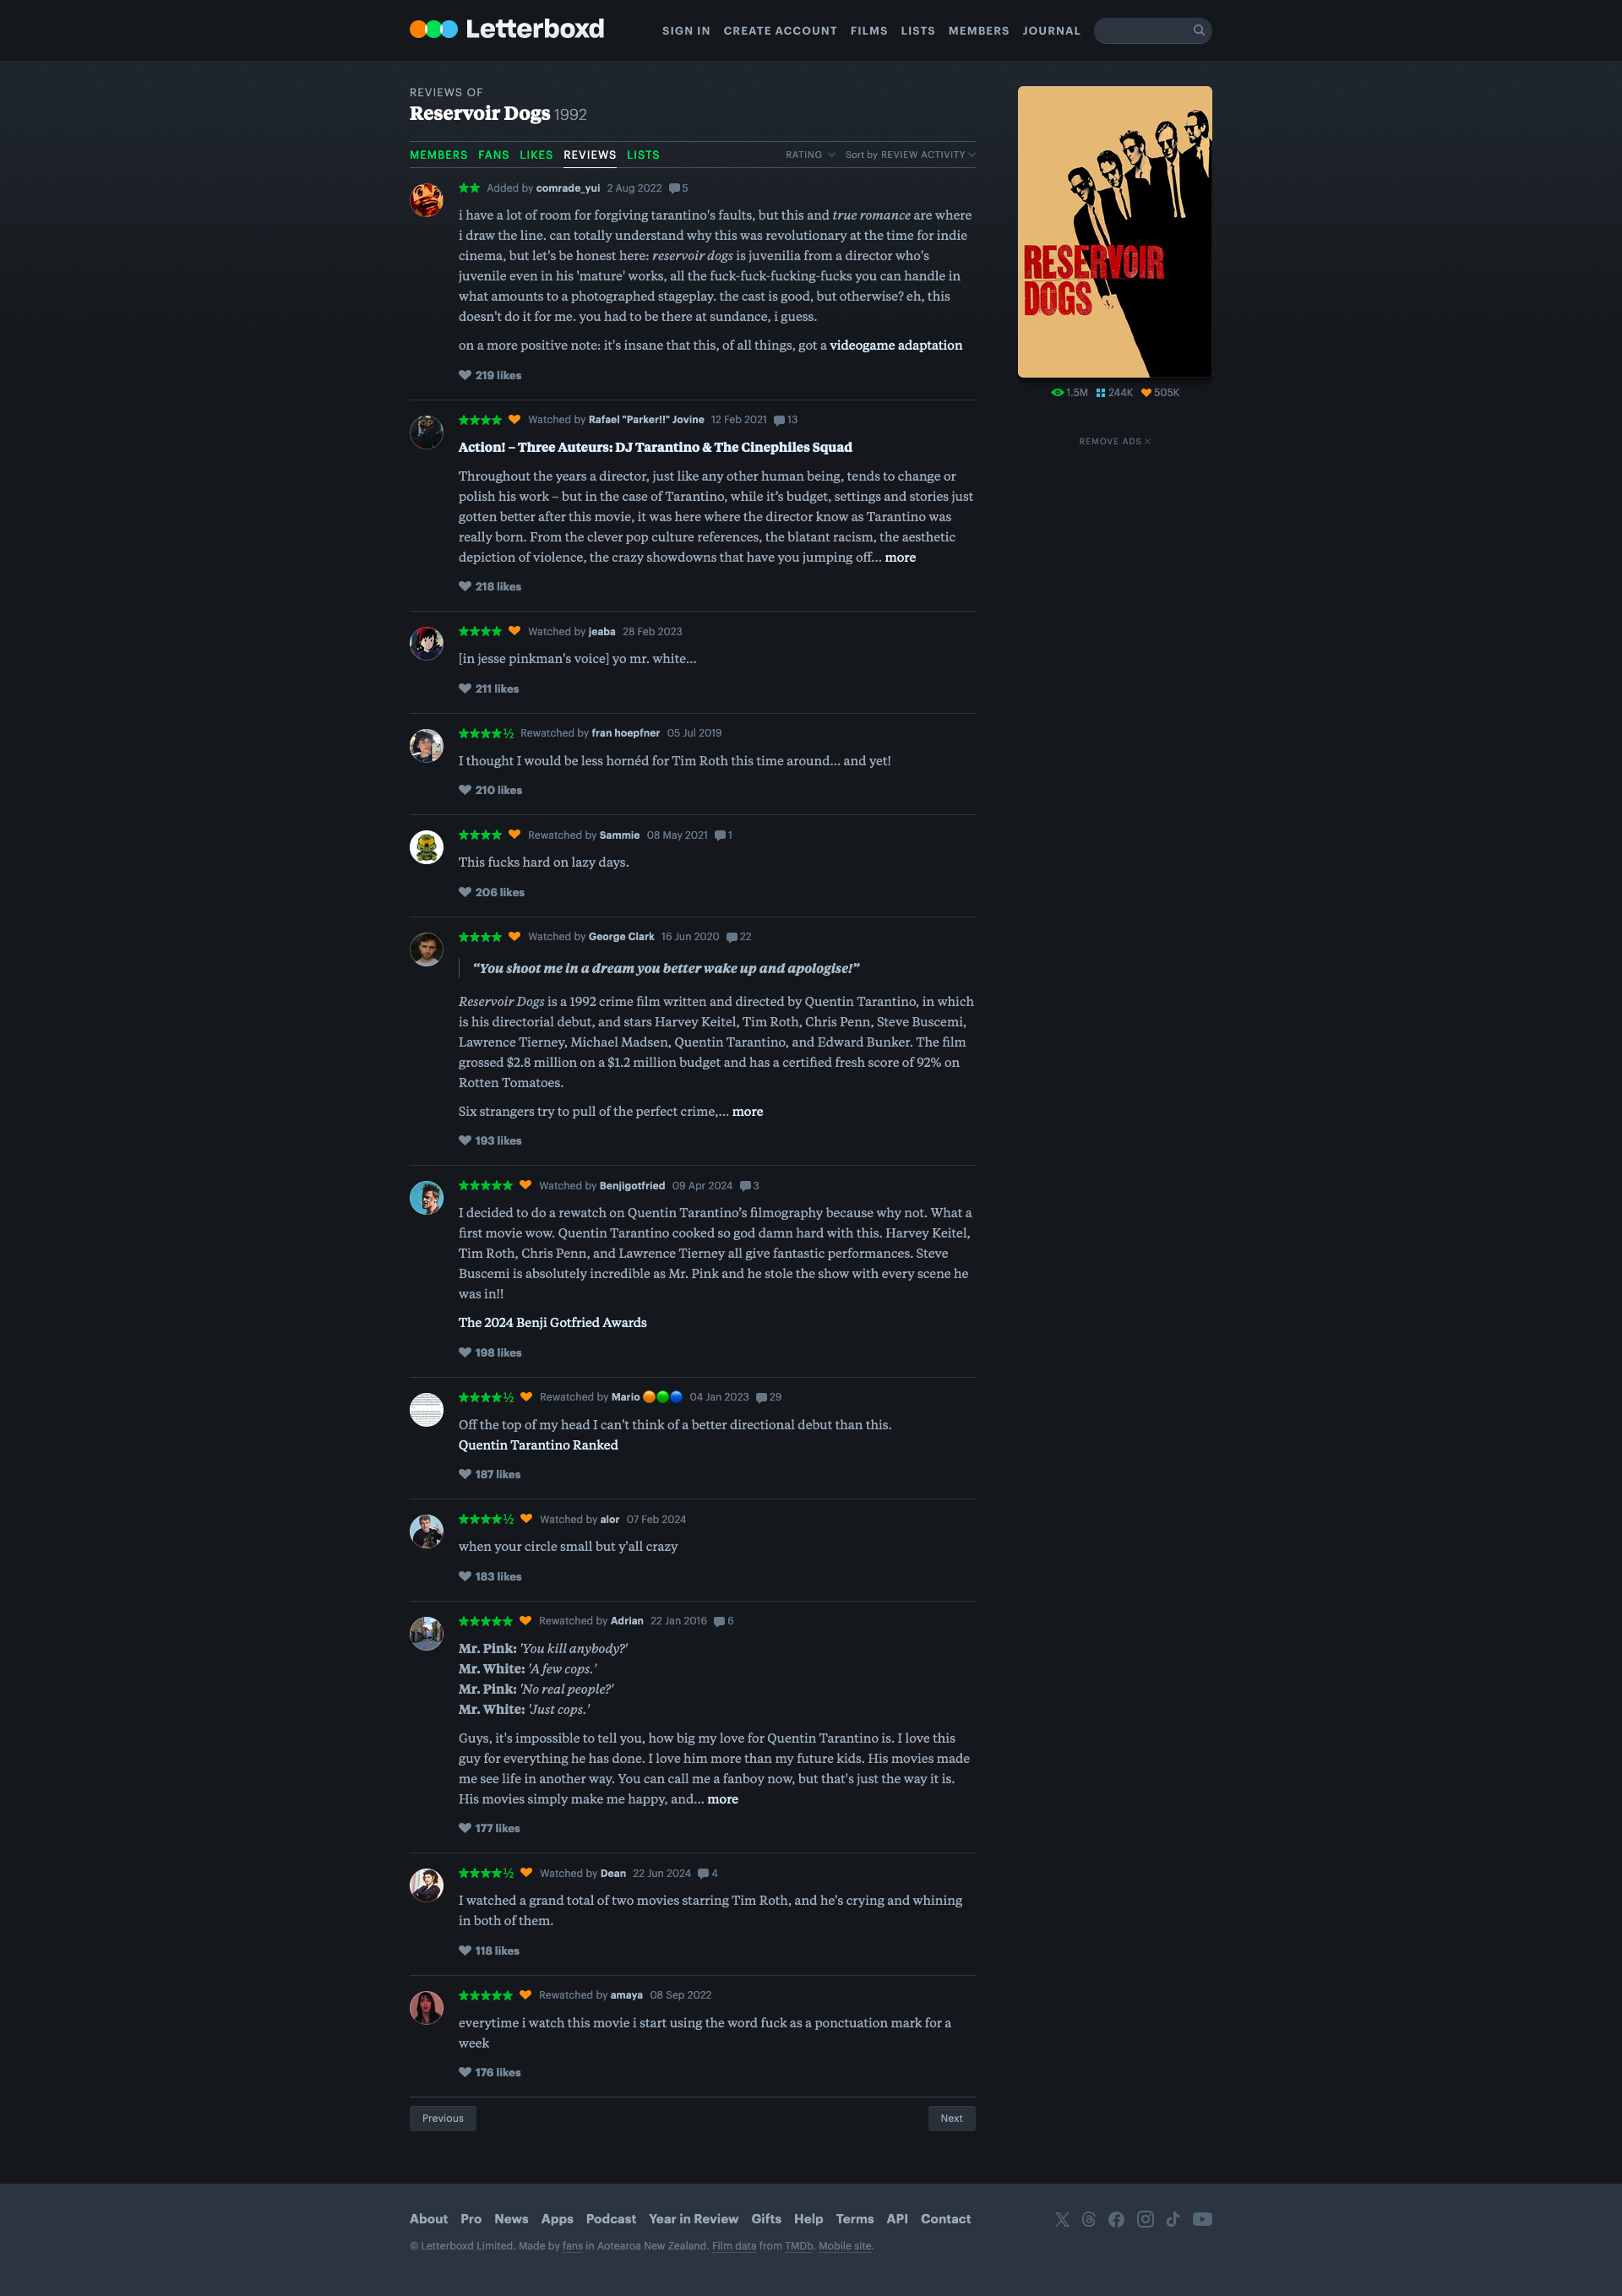 Letterboxd
SIGN IN CREATE ACCOUNT FILMS LISTS MEMBERS JOURNAL
REVIEWS OF
Reservoir Dogs 1992
MEMBERS FANS LIKES REVIEWS LISTS
RATING Sort by REVIEW ACTIVITY
★★ Added by comrade_yui 2 Aug 2022 5
i have a lot of room for forgiving tarantino's faults, but this and true romance are where
i draw the line. can totally understand why this was revolutionary at the time for indie
cinema, but let's be honest here: reservoir dogs is juvenilia from a director who's
juvenile even in his 'mature' works, all the fuck-fuck-fucking-fucks you can handle in
what amounts to a photographed stageplay. the cast is good, but otherwise? eh, this
doesn't do it for me. you had to be there at sundance, i guess.
on a more positive note: it's insane that this, of all things, got a videogame adaptation
219 likes
★★★★ Watched by Rafael "Parker!!" Jovine 12 Feb 2021 13
Action! – Three Auteurs: DJ Tarantino & The Cinephiles Squad
Throughout the years a director, just like any other human being, tends to change or
polish his work – but in the case of Tarantino, while it’s budget, settings and stories just
gotten better after this movie, it was here where the director know as Tarantino was
really born. From the clever pop culture references, the blatant racism, the aesthetic
depiction of violence, the crazy showdowns that have you jumping off… more
218 likes
★★★★ Watched by jeaba 28 Feb 2023
[in jesse pinkman's voice] yo mr. white...
211 likes
★★★★½ Rewatched by fran hoepfner 05 Jul 2019
I thought I would be less hornéd for Tim Roth this time around... and yet!
210 likes
★★★★ Rewatched by Sammie 08 May 2021 1
This fucks hard on lazy days.
206 likes
★★★★ Watched by George Clark 16 Jun 2020 22
“You shoot me in a dream you better wake up and apologise!”
Reservoir Dogs is a 1992 crime film written and directed by Quentin Tarantino, in which
is his directorial debut, and stars Harvey Keitel, Tim Roth, Chris Penn, Steve Buscemi,
Lawrence Tierney, Michael Madsen, Quentin Tarantino, and Edward Bunker. The film
grossed $2.8 million on a $1.2 million budget and has a certified fresh score of 92% on
Rotten Tomatoes.
Six strangers try to pull of the perfect crime,… more
193 likes
★★★★★ Watched by Benjigotfried 09 Apr 2024 3
I decided to do a rewatch on Quentin Tarantino’s filmography because why not. What a
first movie wow. Quentin Tarantino cooked so god damn hard with this. Harvey Keitel,
Tim Roth, Chris Penn, and Lawrence Tierney all give fantastic performances. Steve
Buscemi is absolutely incredible as Mr. Pink and he stole the show with every scene he
was in!!
The 2024 Benji Gotfried Awards
198 likes
★★★★½ Rewatched by Mario 🟠🟢🔵 04 Jan 2023 29
Off the top of my head I can't think of a better directional debut than this.
Quentin Tarantino Ranked
187 likes
★★★★½ Watched by alor 07 Feb 2024
when your circle small but y'all crazy
183 likes
★★★★★ Rewatched by Adrian 22 Jan 2016 6
Mr. Pink: 'You kill anybody?'
Mr. White: 'A few cops.'
Mr. Pink: 'No real people?'
Mr. White: 'Just cops.'
Guys, it's impossible to tell you, how big my love for Quentin Tarantino is. I love this
guy for everything he has done. I love him more than my future kids. His movies made
me see life in another way. You can call me a fanboy now, but that's just the way it is.
His movies simply make me happy, and… more
177 likes
★★★★½ Watched by Dean 22 Jun 2024 4
I watched a grand total of two movies starring Tim Roth, and he's crying and whining
in both of them.
118 likes
★★★★★ Rewatched by amaya 08 Sep 2022
everytime i watch this movie i start using the word fuck as a ponctuation mark for a
week
176 likes
Previous
Next
RESERVOIR
DOGS
1.5M 244K 505K
REMOVE ADS
About Pro News Apps Podcast Year in Review Gifts Help Terms API Contact
© Letterboxd Limited. Made by fans in Aotearoa New Zealand. Film data from TMDb. Mobile site.